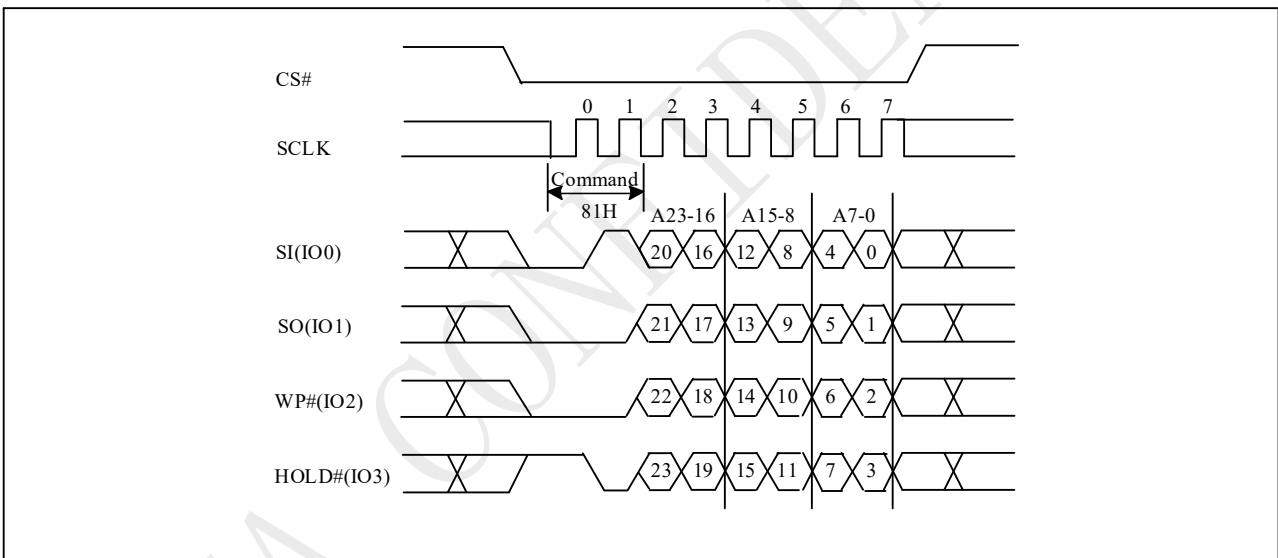 CS#
0 1 2 3 4 5 6 7
SCLK
Command
81H
A23-16 A15-8 A7-0
SI(IO0)
20 16 12 8 4 0
SO(IO1)
21 17 13 9 5 1
WP#(IO2)
22 18 14 10 6 2
HOLD#(IO3)
23 19 15 11 7 3